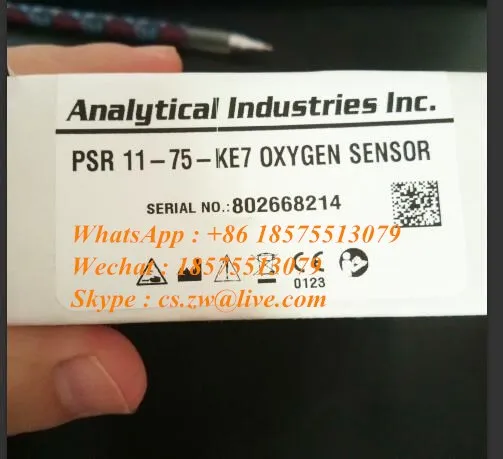 Analytical Industries Inc.
PSR 11-75-KE7 OXYGEN SENSOR
SERIAL NO.:802668214
WhatsApp : +86 18575513079
Wechat : 18575513079
Skype : cs.zw@live.com
CE
0123